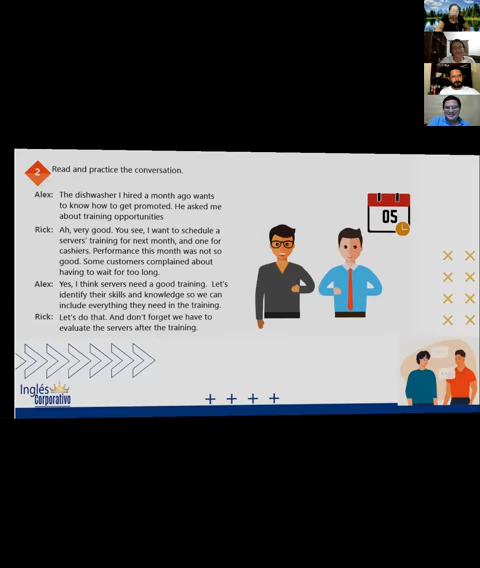 2 Read and practice the conversation.
Alex: The dishwasher I hired a month ago wants
to know how to get promoted. He asked me
about training opportunities
Rick: Ah, very good. You see, I want to schedule a
servers' training for next month, and one for
cashiers. Performance this month was not so
good. Some customers complained about
having to wait for too long.
Alex: Yes, I think servers need a good training. Let's
identify their skills and knowledge so we can
include everything they need in the training.
Rick: Let's do that. And don't forget we have to
evaluate the servers after the training.
05
Inglés
Corporativo